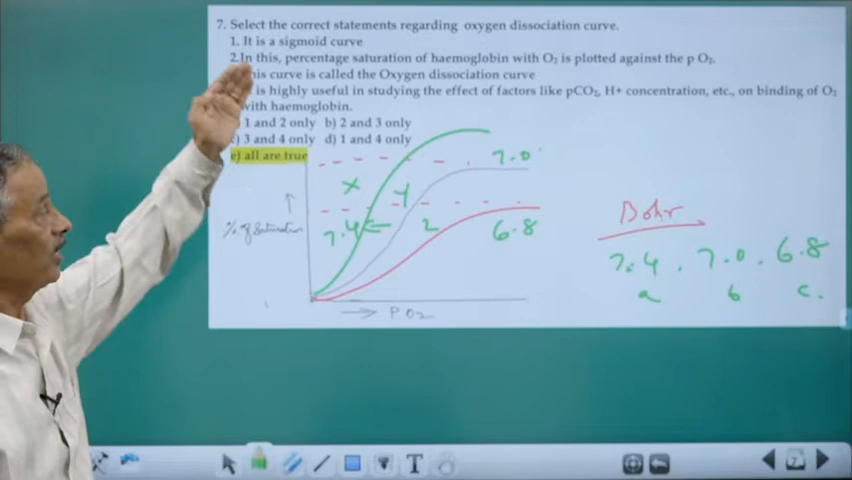 7. Select the correct statements regarding oxygen dissociation curve.
1. It is a sigmoid curve
2.In this, percentage saturation of haemoglobin with O₂ is plotted against the p O₂.
his curve is called the Oxygen dissociation curve
is highly useful in studying the effect of factors like pCO₂, H+ concentration, etc., on binding of O₂
with haemoglobin.
1 and 2 only b) 2 and 3 only
) 3 and 4 only d) 1 and 4 only
e) all are true
7.0
X
Y
% of Saturation
7.4
2
6.8
Bohr
7.4 . 7.0 . 6.8
a b c.
P O₂
T
7